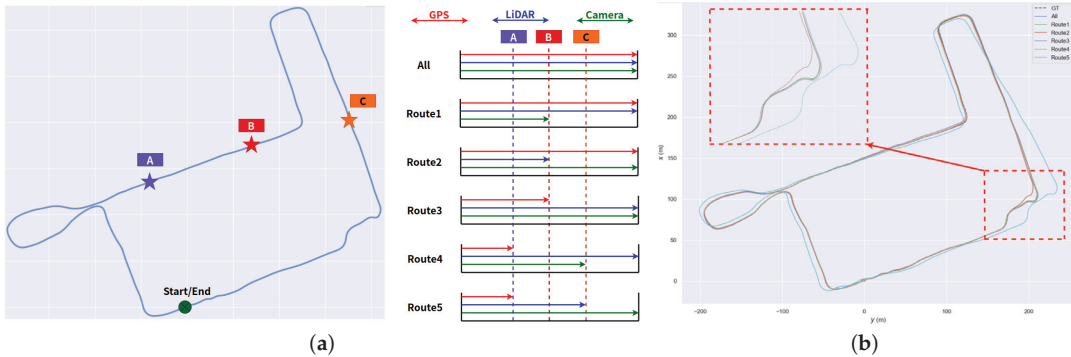 A
B
C
Start/End
GPS
LiDAR
Camera
A
B
C
All
Route1
Route2
Route3
Route4
Route5
(a)
GT
All
Route1
Route2
Route3
Route4
Route5
300
250
200
150
100
50
0
x (m)
−200
−100
0
100
200
y (m)
(b)